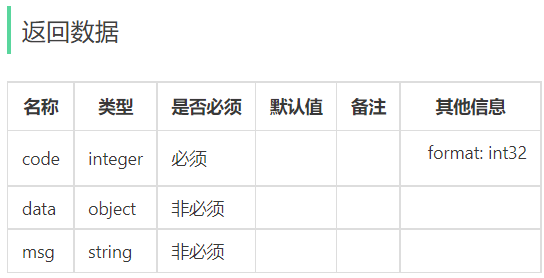 返回数据
名称 类型 是否必须 默认值 备注 其他信息
code integer 必须 format: int32
data object 非必须
msg string 非必须